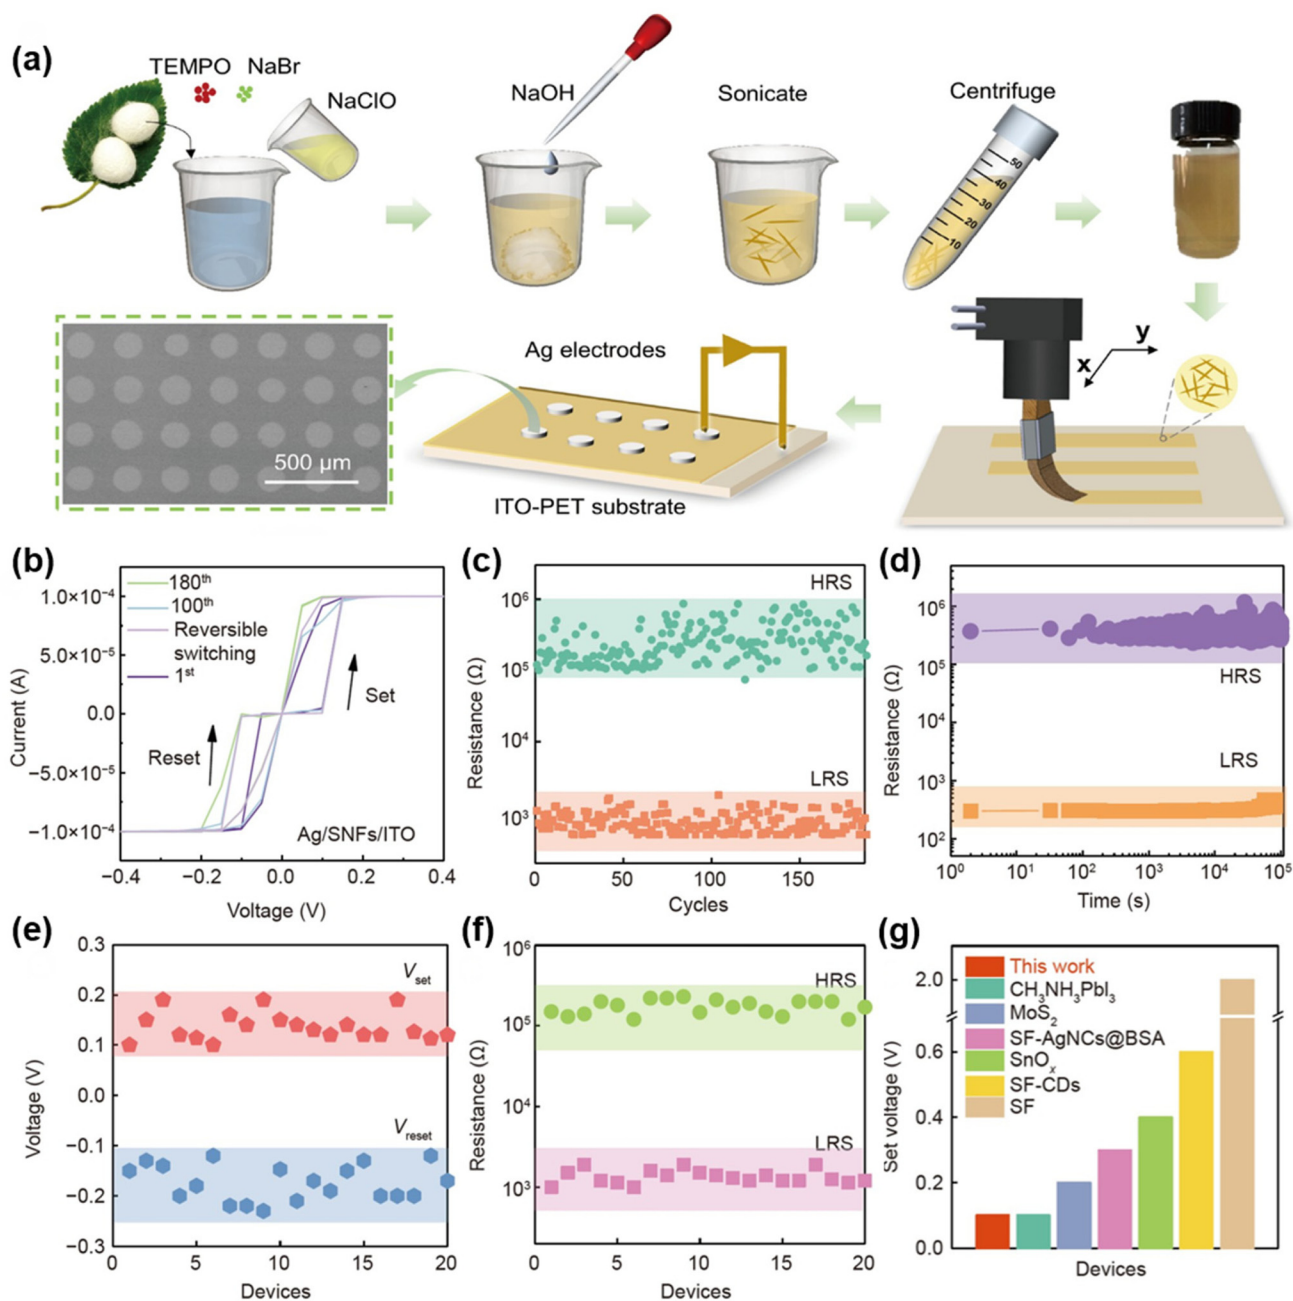 (a)
TEMPO NaBr
NaClO
NaOH
Sonicate
Centrifuge
50
40
30
20
10
500 μm
Ag electrodes
ITO-PET substrate
x
y
(b)
Current (A)
1.0×10⁻⁴
5.0×10⁻⁵
0.0
−5.0×10⁻⁵
−1.0×10⁻⁴
180ᵗʰ
100ᵗʰ
Reversible
switching
1ˢᵗ
Set
Reset
Ag/SNFs/ITO
−0.4 −0.2 0.0 0.2 0.4
Voltage (V)
(c)
Resistance (Ω)
10⁶
10⁵
10⁴
10³
HRS
LRS
0 50 100 150
Cycles
(d)
Resistance (Ω)
10⁶
10⁵
10⁴
10³
10²
HRS
LRS
10⁰ 10¹ 10² 10³ 10⁴ 10⁵
Time (s)
(e)
Voltage (V)
0.3
0.2
0.1
0.0
−0.1
−0.2
−0.3
Vset
Vreset
0 5 10 15 20
Devices
(f)
Resistance (Ω)
10⁶
10⁵
10⁴
10³
HRS
LRS
0 5 10 15 20
Devices
(g)
Set voltage (V)
2.0
0.6
0.4
0.2
0.0
This work
CH₃NH₃PbI₃
MoS₂
SF-AgNCs@BSA
SnOₓ
SF-CDs
SF
Devices